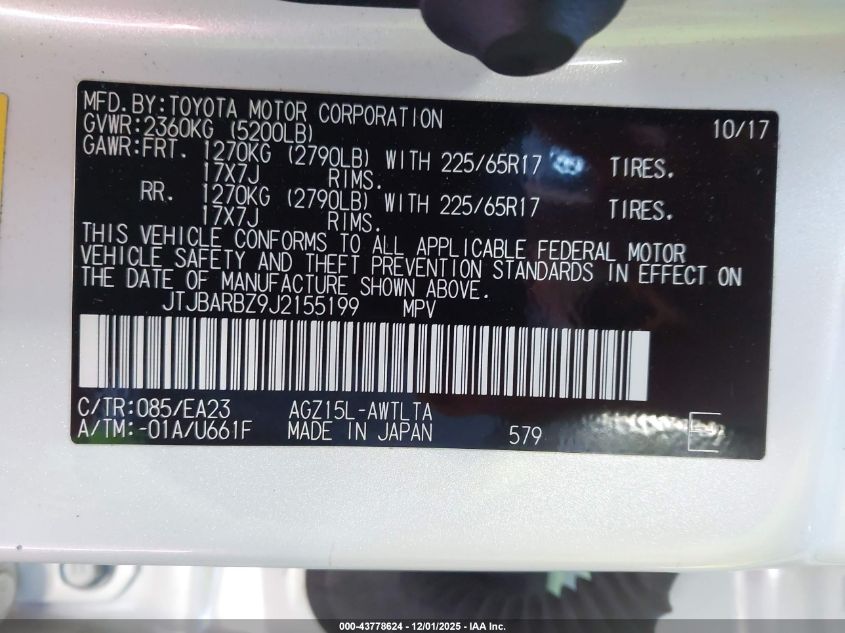 MFD.BY:TOYOTA MOTOR CORPORATION 10/17
GVWR:2360KG (5200LB)
GAWR:FRT. 1270KG (2790LB) WITH 225/65R17 TIRES.
17X7J RIMS.
RR. 1270KG (2790LB) WITH 225/65R17 TIRES.
17X7J RIMS.
THIS VEHICLE CONFORMS TO ALL APPLICABLE FEDERAL MOTOR
VEHICLE SAFETY AND THEFT PREVENTION STANDARDS IN EFFECT ON
THE DATE OF MANUFACTURE SHOWN ABOVE.
JTJBARBZ9J2155199 MPV
C/TR:085/EA23 AGZ15L-AWTLTA
A/TM:-01A/U661F MADE IN JAPAN 579
000-43778624 • 12/01/2025 • IAA Inc.